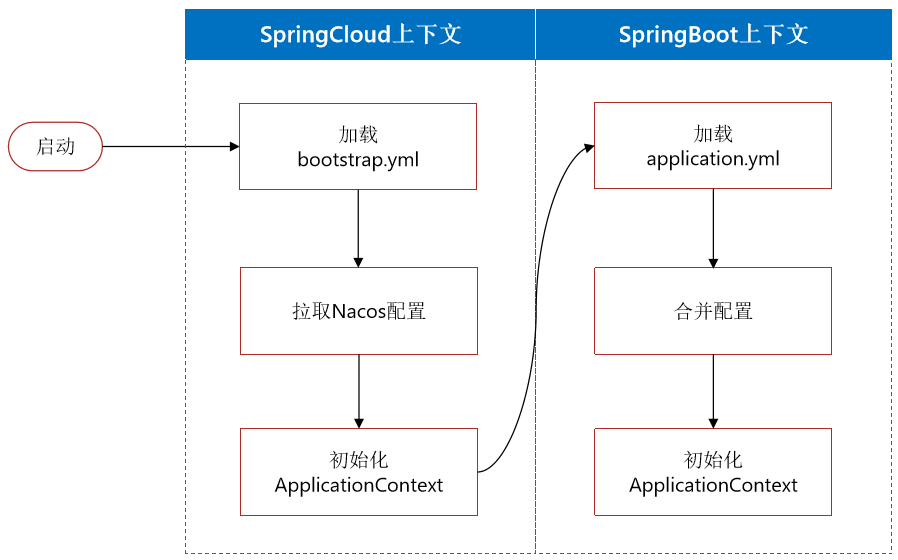 SpringCloud上下文
SpringBoot上下文
启动
加载
bootstrap.yml
拉取Nacos配置
初始化
ApplicationContext
加载
application.yml
合并配置
初始化
ApplicationContext